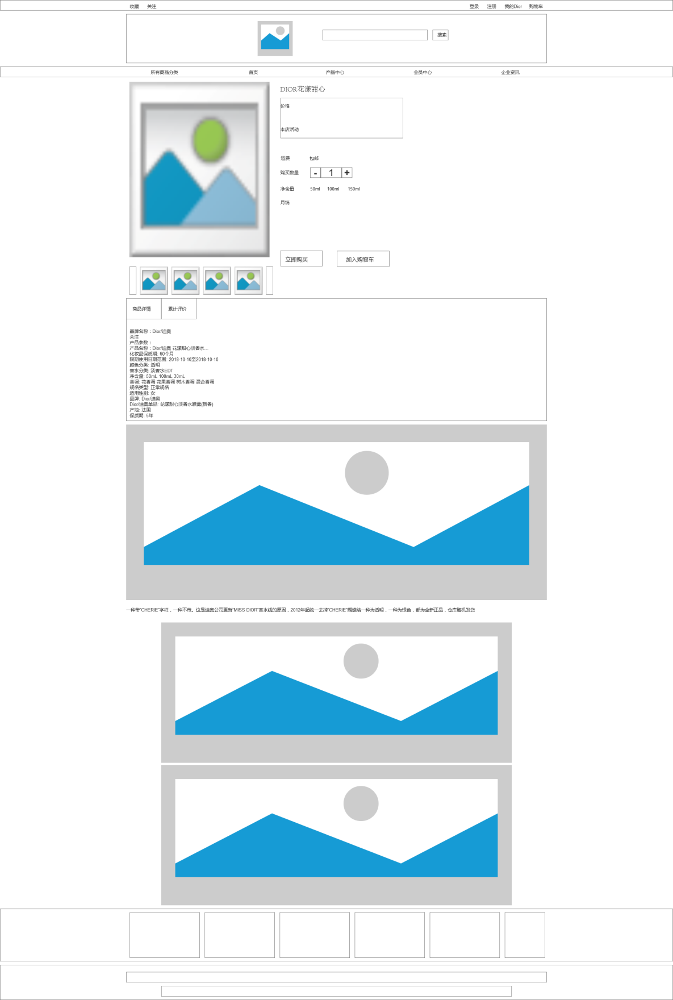 收藏 关注 登录 注册 我的Dior 购物车
搜索
所有商品分类 首页 产品中心 会员中心 企业资讯
DIOR花漾甜心
价格
本店活动
运费 包邮
购买数量 - 1 +
净含量 50ml 100ml 150ml
月销
立即购买 加入购物车
商品详情 累计评价
品牌名称：Dior/迪奥
关注
产品参数：
产品名称：Dior/迪奥 花漾甜心淡香水...
化妆品保质期: 60个月
限期使用日期范围: 2018-10-10至2018-10-10
颜色分类: 透明
香水分类: 淡香水EDT
净含量: 50mL 100mL 30mL
香调: 花香调 花果香调 树木香调 混合香调
规格类型: 正常规格
适用性别: 女
品牌: Dior/迪奥
Dior/迪奥单品: 花漾甜心淡香水喷雾(新香)
产地: 法国
保质期: 5年
一种带“CHERIE”字样，一种不带。这是迪奥公司更新“MISS DIOR”香水线的原因，2012年起统一去掉“CHERIE”蝴蝶结一种为透明，一种为银色，都为全新正品，仓库随机发货